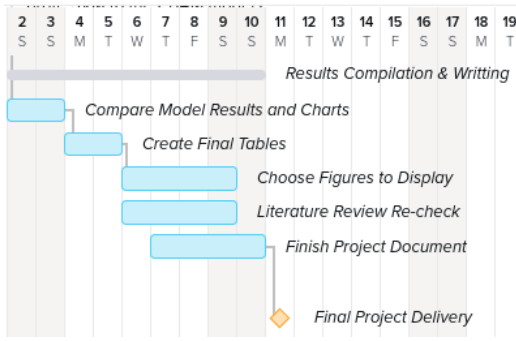 2 3 4 5 6 7 8 9 10 11 12 13 14 15 16 17 18 19
S S M T W T F S S M T W T F S S M T
Results Compilation & Writting
Compare Model Results and Charts
Create Final Tables
Choose Figures to Display
Literature Review Re-check
Finish Project Document
Final Project Delivery